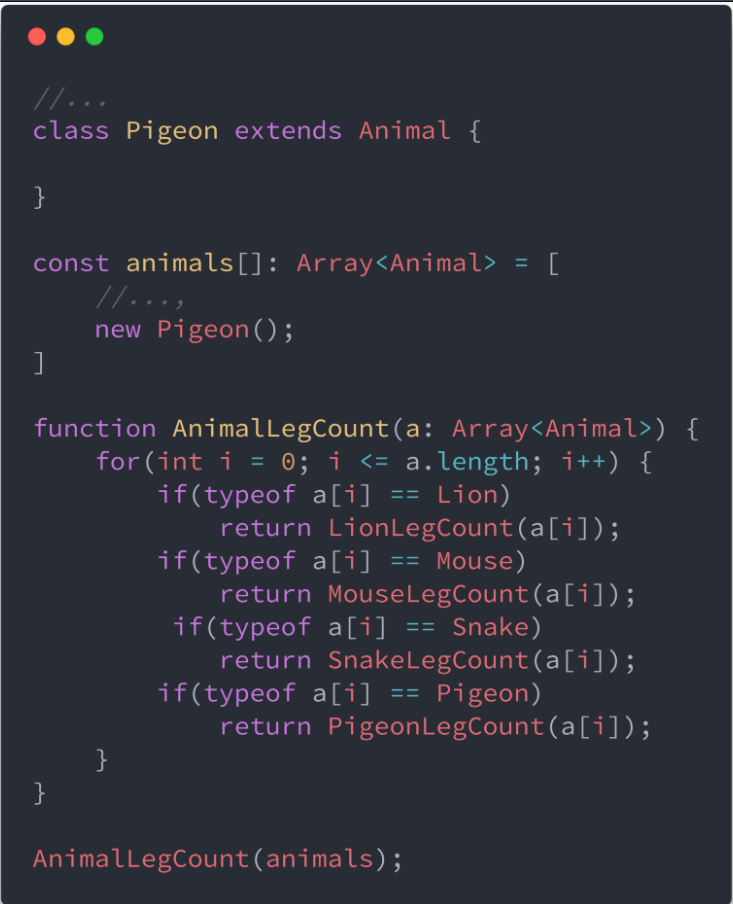 //...
class Pigeon extends Animal {
}
const animals[]: Array<Animal> = [
    //...,
    new Pigeon();
]
function AnimalLegCount(a: Array<Animal>) {
    for(int i = 0; i <= a.length; i++) {
        if(typeof a[i] == Lion)
            return LionLegCount(a[i]);
        if(typeof a[i] == Mouse)
            return MouseLegCount(a[i]);
         if(typeof a[i] == Snake)
            return SnakeLegCount(a[i]);
        if(typeof a[i] == Pigeon)
            return PigeonLegCount(a[i]);
    }
}
AnimalLegCount(animals);